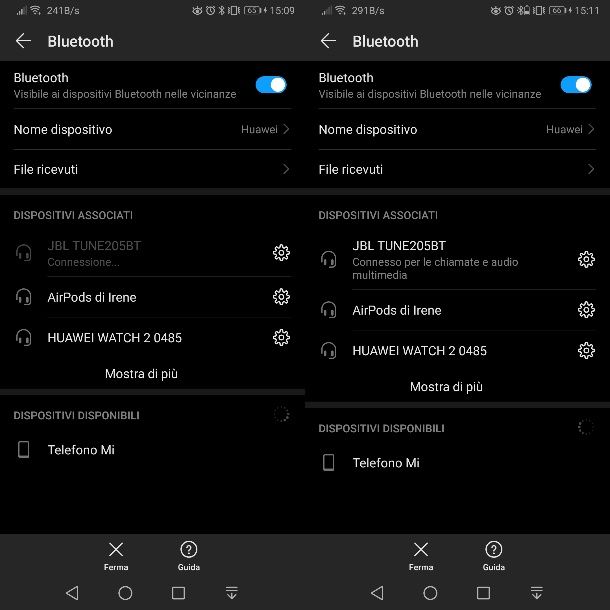 241B/s
65
15:09
Bluetooth
Bluetooth
Visibile ai dispositivi Bluetooth nelle vicinanze
Nome dispositivo
Huawei
File ricevuti
DISPOSITIVI ASSOCIATI
JBL TUNE205BT
Connessione...
AirPods di Irene
HUAWEI WATCH 2 0485
Mostra di più
DISPOSITIVI DISPONIBILI
Telefono Mi
Ferma
Guida
291B/s
66
15:11
Bluetooth
Bluetooth
Visibile ai dispositivi Bluetooth nelle vicinanze
Nome dispositivo
Huawei
File ricevuti
DISPOSITIVI ASSOCIATI
JBL TUNE205BT
Connesso per le chiamate e audio
multimedia
AirPods di Irene
HUAWEI WATCH 2 0485
Mostra di più
DISPOSITIVI DISPONIBILI
Telefono Mi
Ferma
Guida